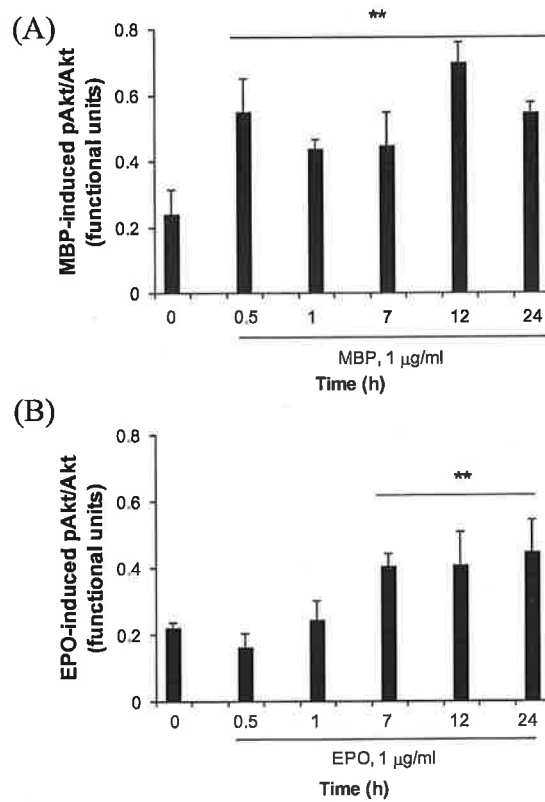 (A)
MBP-induced pAkt/Akt
(functional units)
0.8
0.6
0.4
0.2
0
**
0 0.5 1 7 12 24
MBP, 1 µg/ml
Time (h)
(B)
EPO-induced pAkt/Akt
(functional units)
0.8
0.6
0.4
0.2
0
**
0 0.5 1 7 12 24
EPO, 1 µg/ml
Time (h)